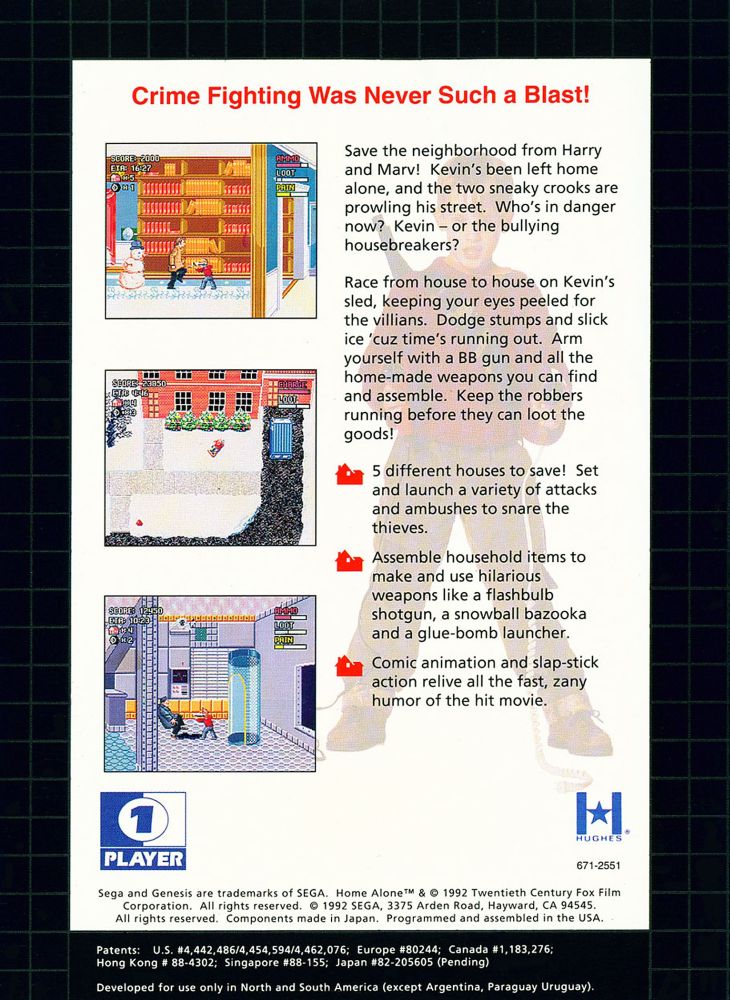 Crime Fighting Was Never Such a Blast!
SCORE: 2000
ETA: 16:27
× 5
× 1
AMMO
LOOT
PAIN
Save the neighborhood from Harry
and Marv! Kevin's been left home
alone, and the two sneaky crooks are
prowling his street. Who's in danger
now? Kevin – or the bullying
housebreakers?
Race from house to house on Kevin's
sled, keeping your eyes peeled for
the villians. Dodge stumps and slick
ice 'cuz time's running out. Arm
yourself with a BB gun and all the
home-made weapons you can find
and assemble. Keep the robbers
running before they can loot the
goods!
SCORE: 23850
× 4
× 3
LOOT
5 different houses to save! Set
and launch a variety of attacks
and ambushes to snare the
thieves.
Assemble household items to
make and use hilarious
weapons like a flashbulb
shotgun, a snowball bazooka
and a glue-bomb launcher.
Comic animation and slap-stick
action relive all the fast, zany
humor of the hit movie.
SCORE: 12450
ETA: 10:23
× 4
× 2
AMMO
LOOT
PAIN
1
PLAYER
H
HUGHES ®
671-2551
Sega and Genesis are trademarks of SEGA. Home Alone™ & © 1992 Twentieth Century Fox Film
Corporation. All rights reserved. © 1992 SEGA, 3375 Arden Road, Hayward, CA 94545.
All rights reserved. Components made in Japan. Programmed and assembled in the USA.
Patents: U.S. #4,442,486/4,454,594/4,462,076; Europe #80244; Canada #1,183,276;
Hong Kong # 88-4302; Singapore #88-155; Japan #82-205605 (Pending)
Developed for use only in North and South America (except Argentina, Paraguay Uruguay).